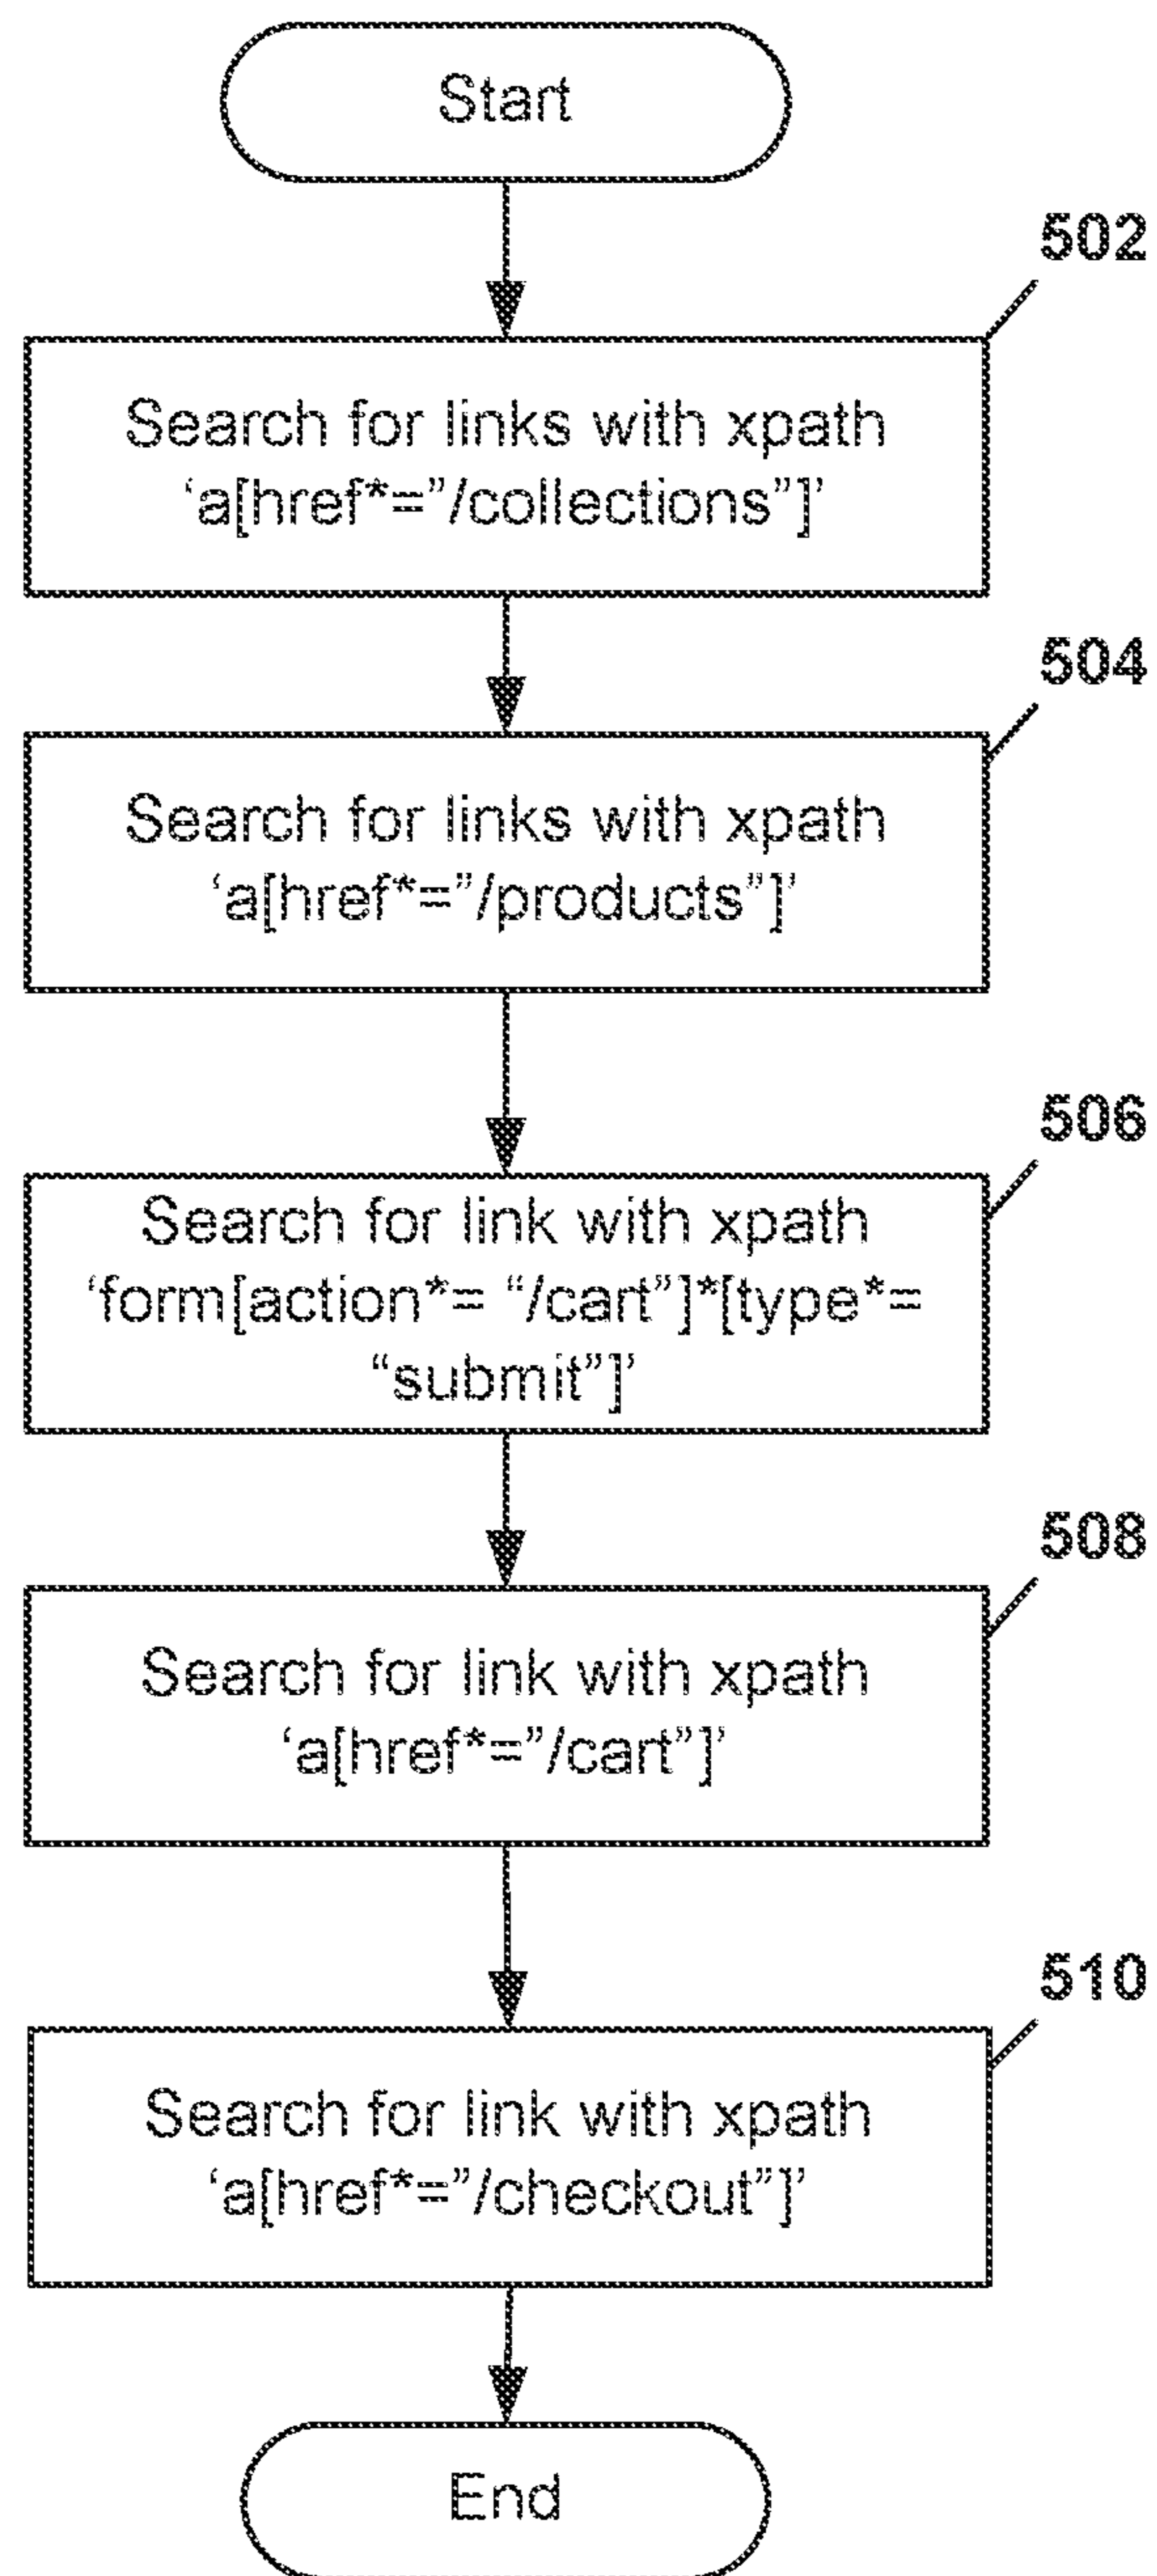 Start
502
Search for links with xpath
‘a[href*=”/collections”]’
504
Search for links with xpath
‘a[href*=”/products”]’
506
Search for link with xpath
‘form[action*= “/cart”]*[type*=
“submit”]’
508
Search for link with xpath
‘a[href*=”/cart”]’
510
Search for link with xpath
‘a[href*=”/checkout”]’
End